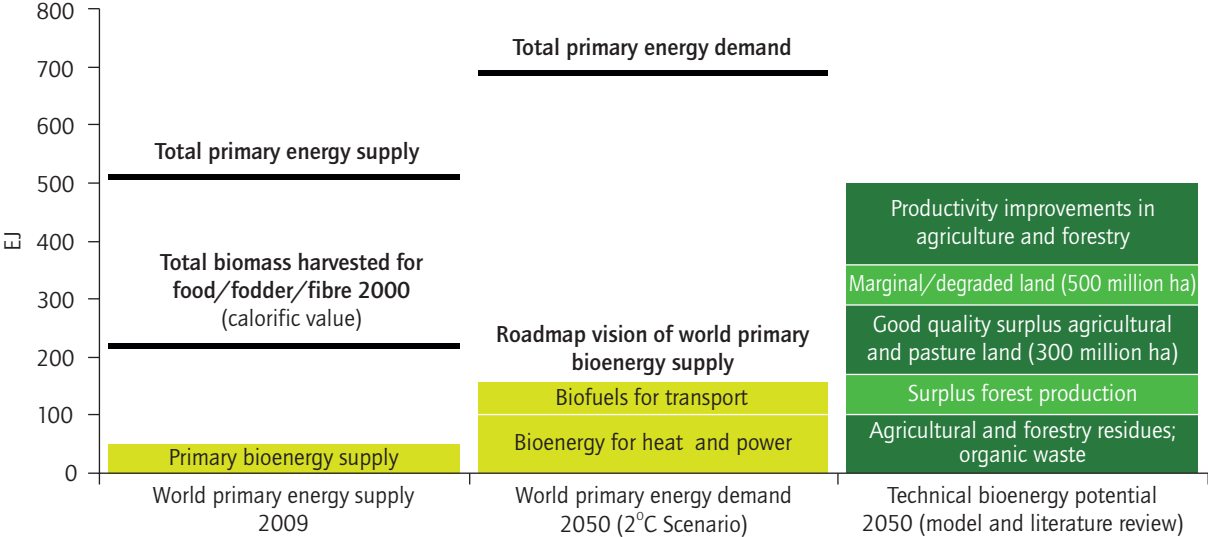 800
700
600
500
400
300
200
100
0
EJ
Total primary energy supply
Total biomass harvested for
food/fodder/fibre 2000
(calorific value)
Primary bioenergy supply
World primary energy supply
2009
Total primary energy demand
Roadmap vision of world primary
bioenergy supply
Biofuels for transport
Bioenergy for heat and power
World primary energy demand
2050 (2°C Scenario)
Productivity improvements in
agriculture and forestry
Marginal/degraded land (500 million ha)
Good quality surplus agricultural
and pasture land (300 million ha)
Surplus forest production
Agricultural and forestry residues;
organic waste
Technical bioenergy potential
2050 (model and literature review)